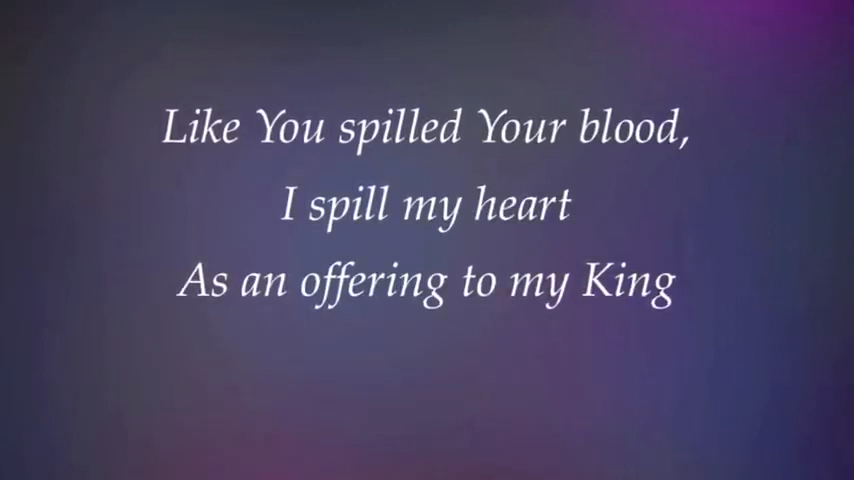 Like You spilled Your blood,
I spill my heart
As an offering to my King